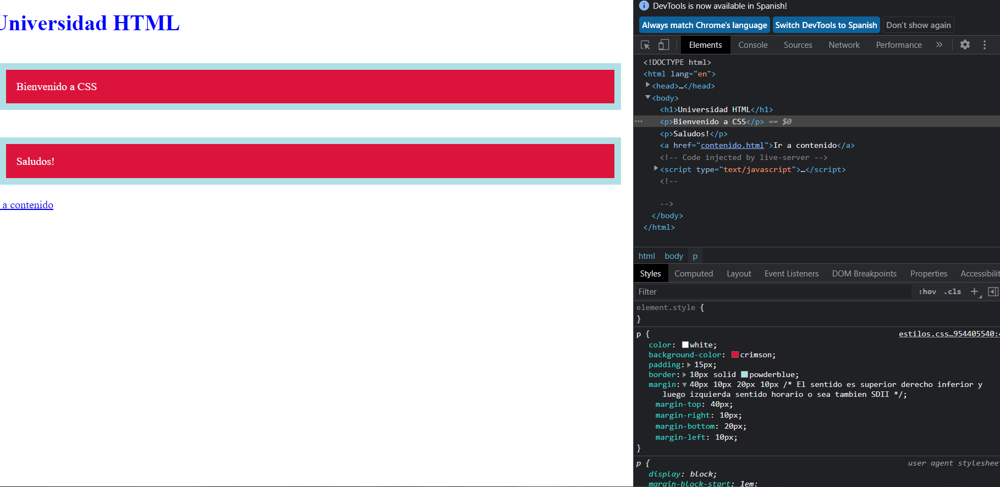 Universidad HTML
Bienvenido a CSS
Saludos!
a contenido
DevTools is now available in Spanish!
Always match Chrome's language Switch DevTools to Spanish Don't show again
Elements Console Sources Network Performance »
<!DOCTYPE html>
<html lang="en">
<head>…</head>
<body>
<h1>Universidad HTML</h1>
<p>Bienvenido a CSS</p> == $0
<p>Saludos!</p>
<a href="contenido.html">Ir a contenido</a>
<!-- Code injected by live-server -->
<script type="text/javascript">…</script>
<!--
-->
</body>
</html>
html body p
Styles Computed Layout Event Listeners DOM Breakpoints Properties Accessibilit
Filter :hov .cls +
element.style {
}
p { estilos.css…954405540:4
color: white;
background-color: crimson;
padding: 15px;
border: 10px solid powderblue;
margin: 40px 10px 20px 10px /* El sentido es superior derecho inferior y
luego izquierda sentido horario o sea tambien SDII */;
margin-top: 40px;
margin-right: 10px;
margin-bottom: 20px;
margin-left: 10px;
}
p { user agent styleshee
display: block;
margin-block-start: 1em;